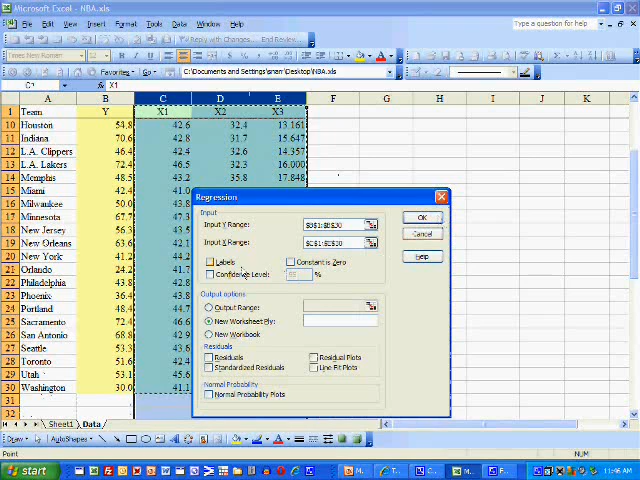 Microsoft Excel - NBA.xls
File Edit View Insert Format Tools Data Window Help Type a question for help
Times New Roman 12 B Reply with Changes... End Review...
Favorites Go C:\Documents and Settings\snarr\Desktop\NBA.xls
X1
A B C D E F G H I J K
1 Team Y X1 X2 X3
10 Houston 54.8 42.6 32.4 13.161
11 Indiana 70.6 42.8 31.7 15.647
12 L.A. Clippers 46.4 42.4 32.6 14.357
13 L.A. Lakers 72.4 46.5 32.3 16.000
14 Memphis 48.5 43.2 35.8 17.848
15 Miami 42.4 41.0
16 Milwaukee 50.0 43.8
17 Minnesota 67.7 43.
18 New Jersey 56.3 43.
19 New Orleans 63.6 42.
20 New York 46.5 44.2
21 Orlando 24.2 41.7
22 Philadelphia 43.8 43.8
23 Phoenix 36.4 43.8
24 Portland 48.4 44.7
25 Sacramento 72.4 46.6
26 San Antonio 68.8 42.9
27 Seattle 53.3 43.6
28 Toronto 51.6 42.4
29 Utah 53.1 45.6
30 Washington 30.0 41.1
31
32
Regression
Input
Input Y Range: $B$1:$B$30 OK
Input X Range: $C$1:$E$30 Cancel
Labels Constant is Zero Help
Confidence Level: 95 %
Output options
Output Range:
New Worksheet Ply:
New Workbook
Residuals
Residuals Residual Plots
Standardized Residuals Line Fit Plots
Normal Probability
Normal Probability Plots
Sheet1 Data
Draw AutoShapes
Point NUM
start 11:46 AM